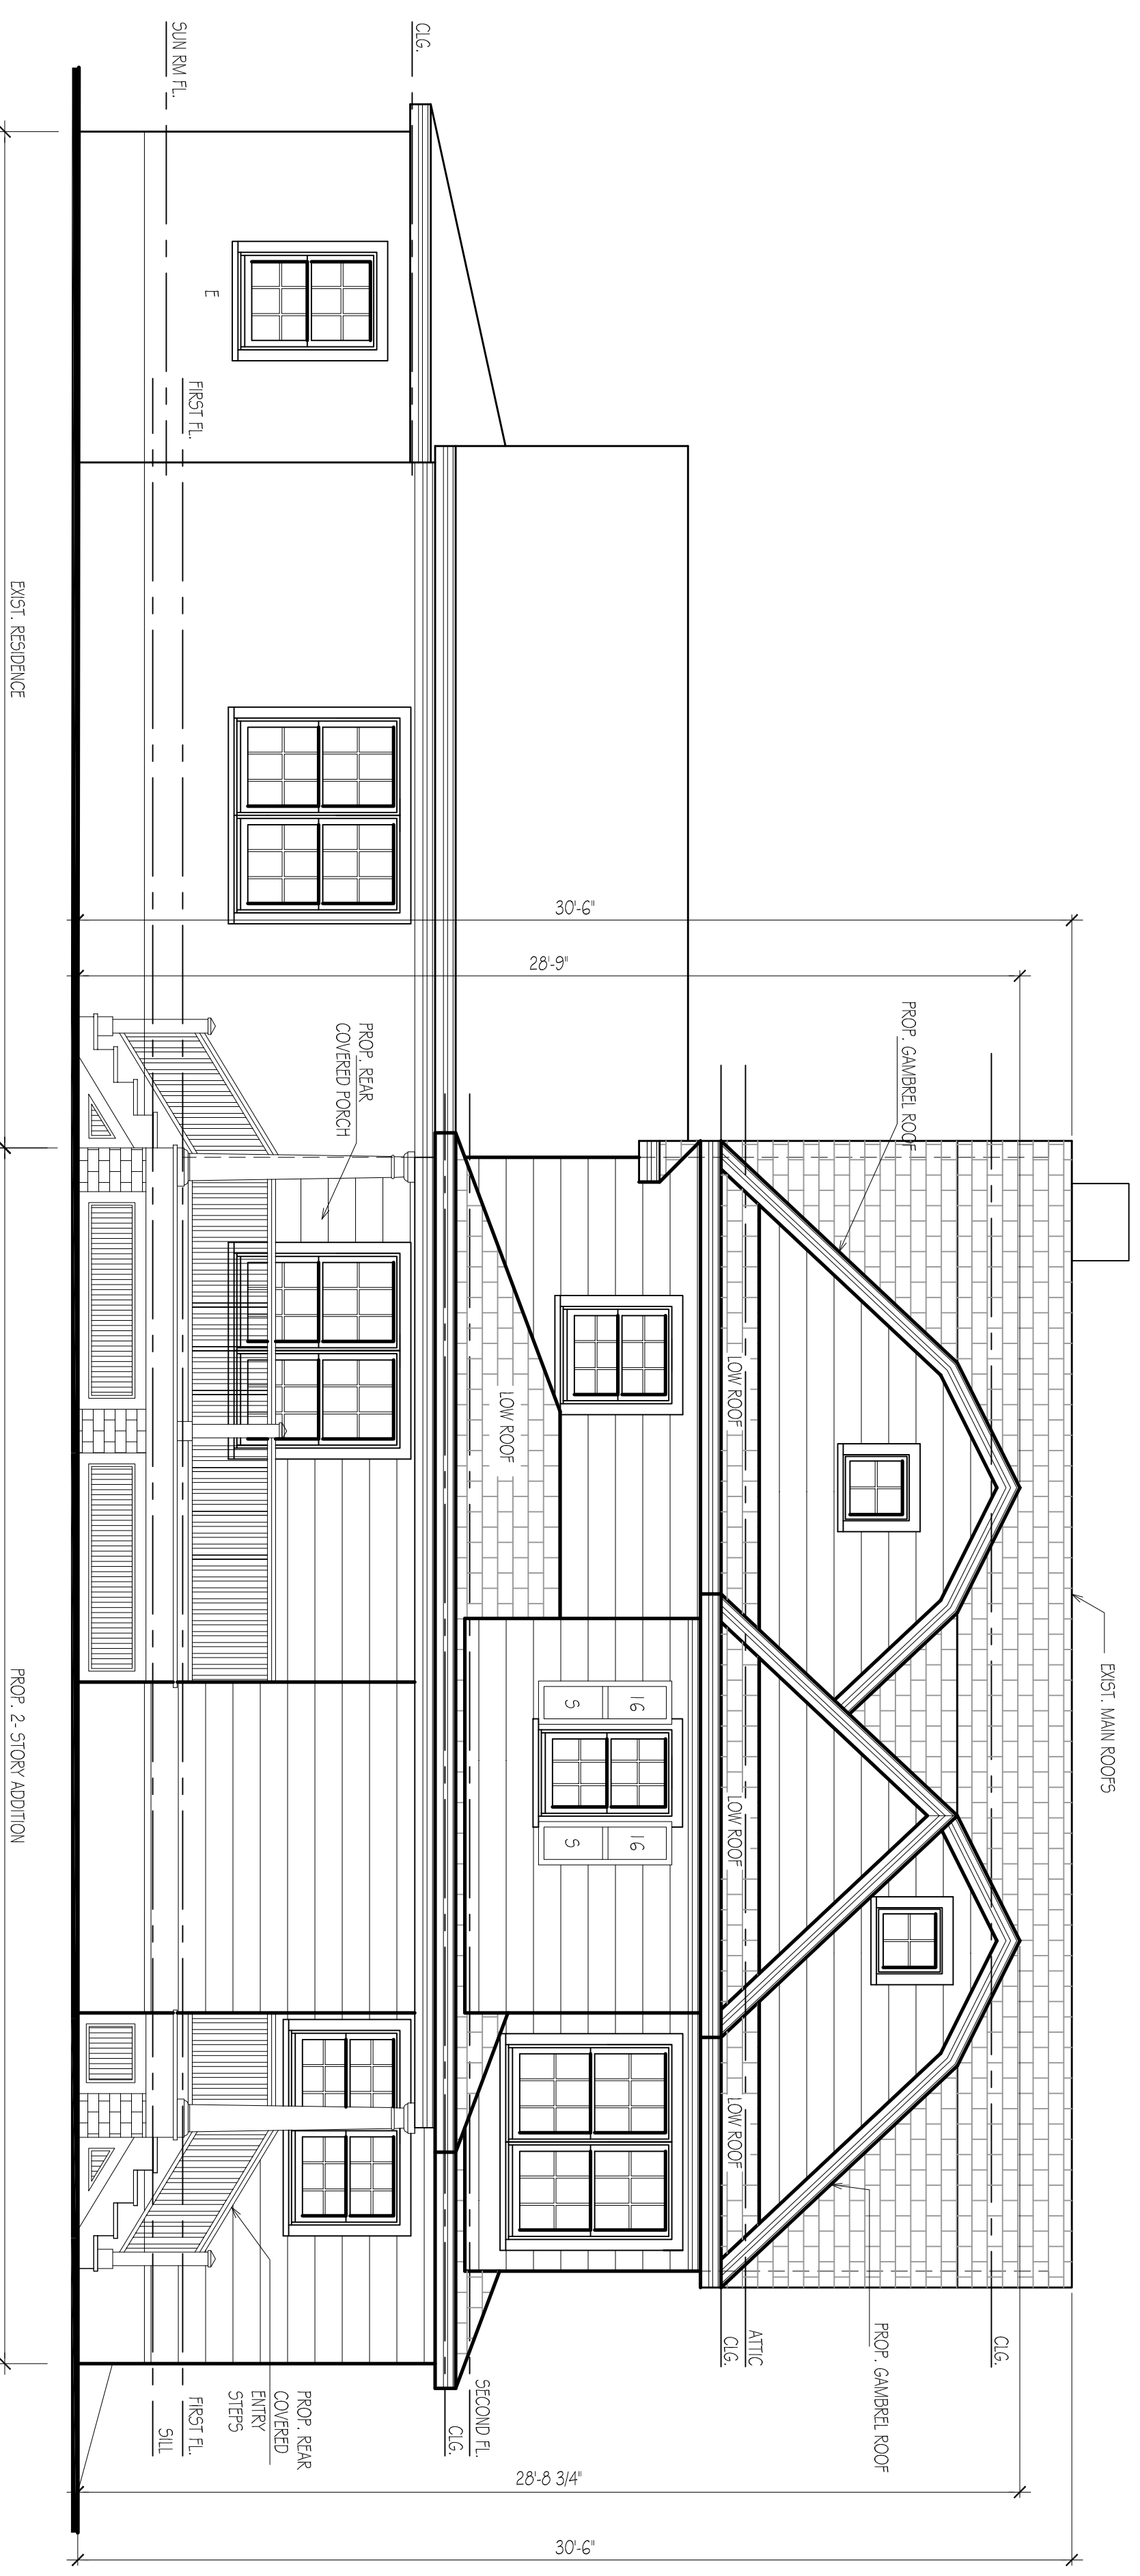 EXIST. MAIN ROOFS
PROP. GAMBREL ROOF
PROP. GAMBREL ROOF
CLG.
ATTIC
CLG.
LOW ROOF
LOW ROOF
LOW ROOF
16
S
16
S
LOW ROOF
SECOND FL.
CLG.
CLG.
SUN RM FL.
E
FIRST FL.
PROP. REAR
COVERED PORCH
PROP. REAR
COVERED
ENTRY
STEPS
FIRST FL.
SILL
EXIST. RESIDENCE
PROP. 2- STORY ADDITION
30'-6"
28'-9"
28'-8 3/4"
30'-6"